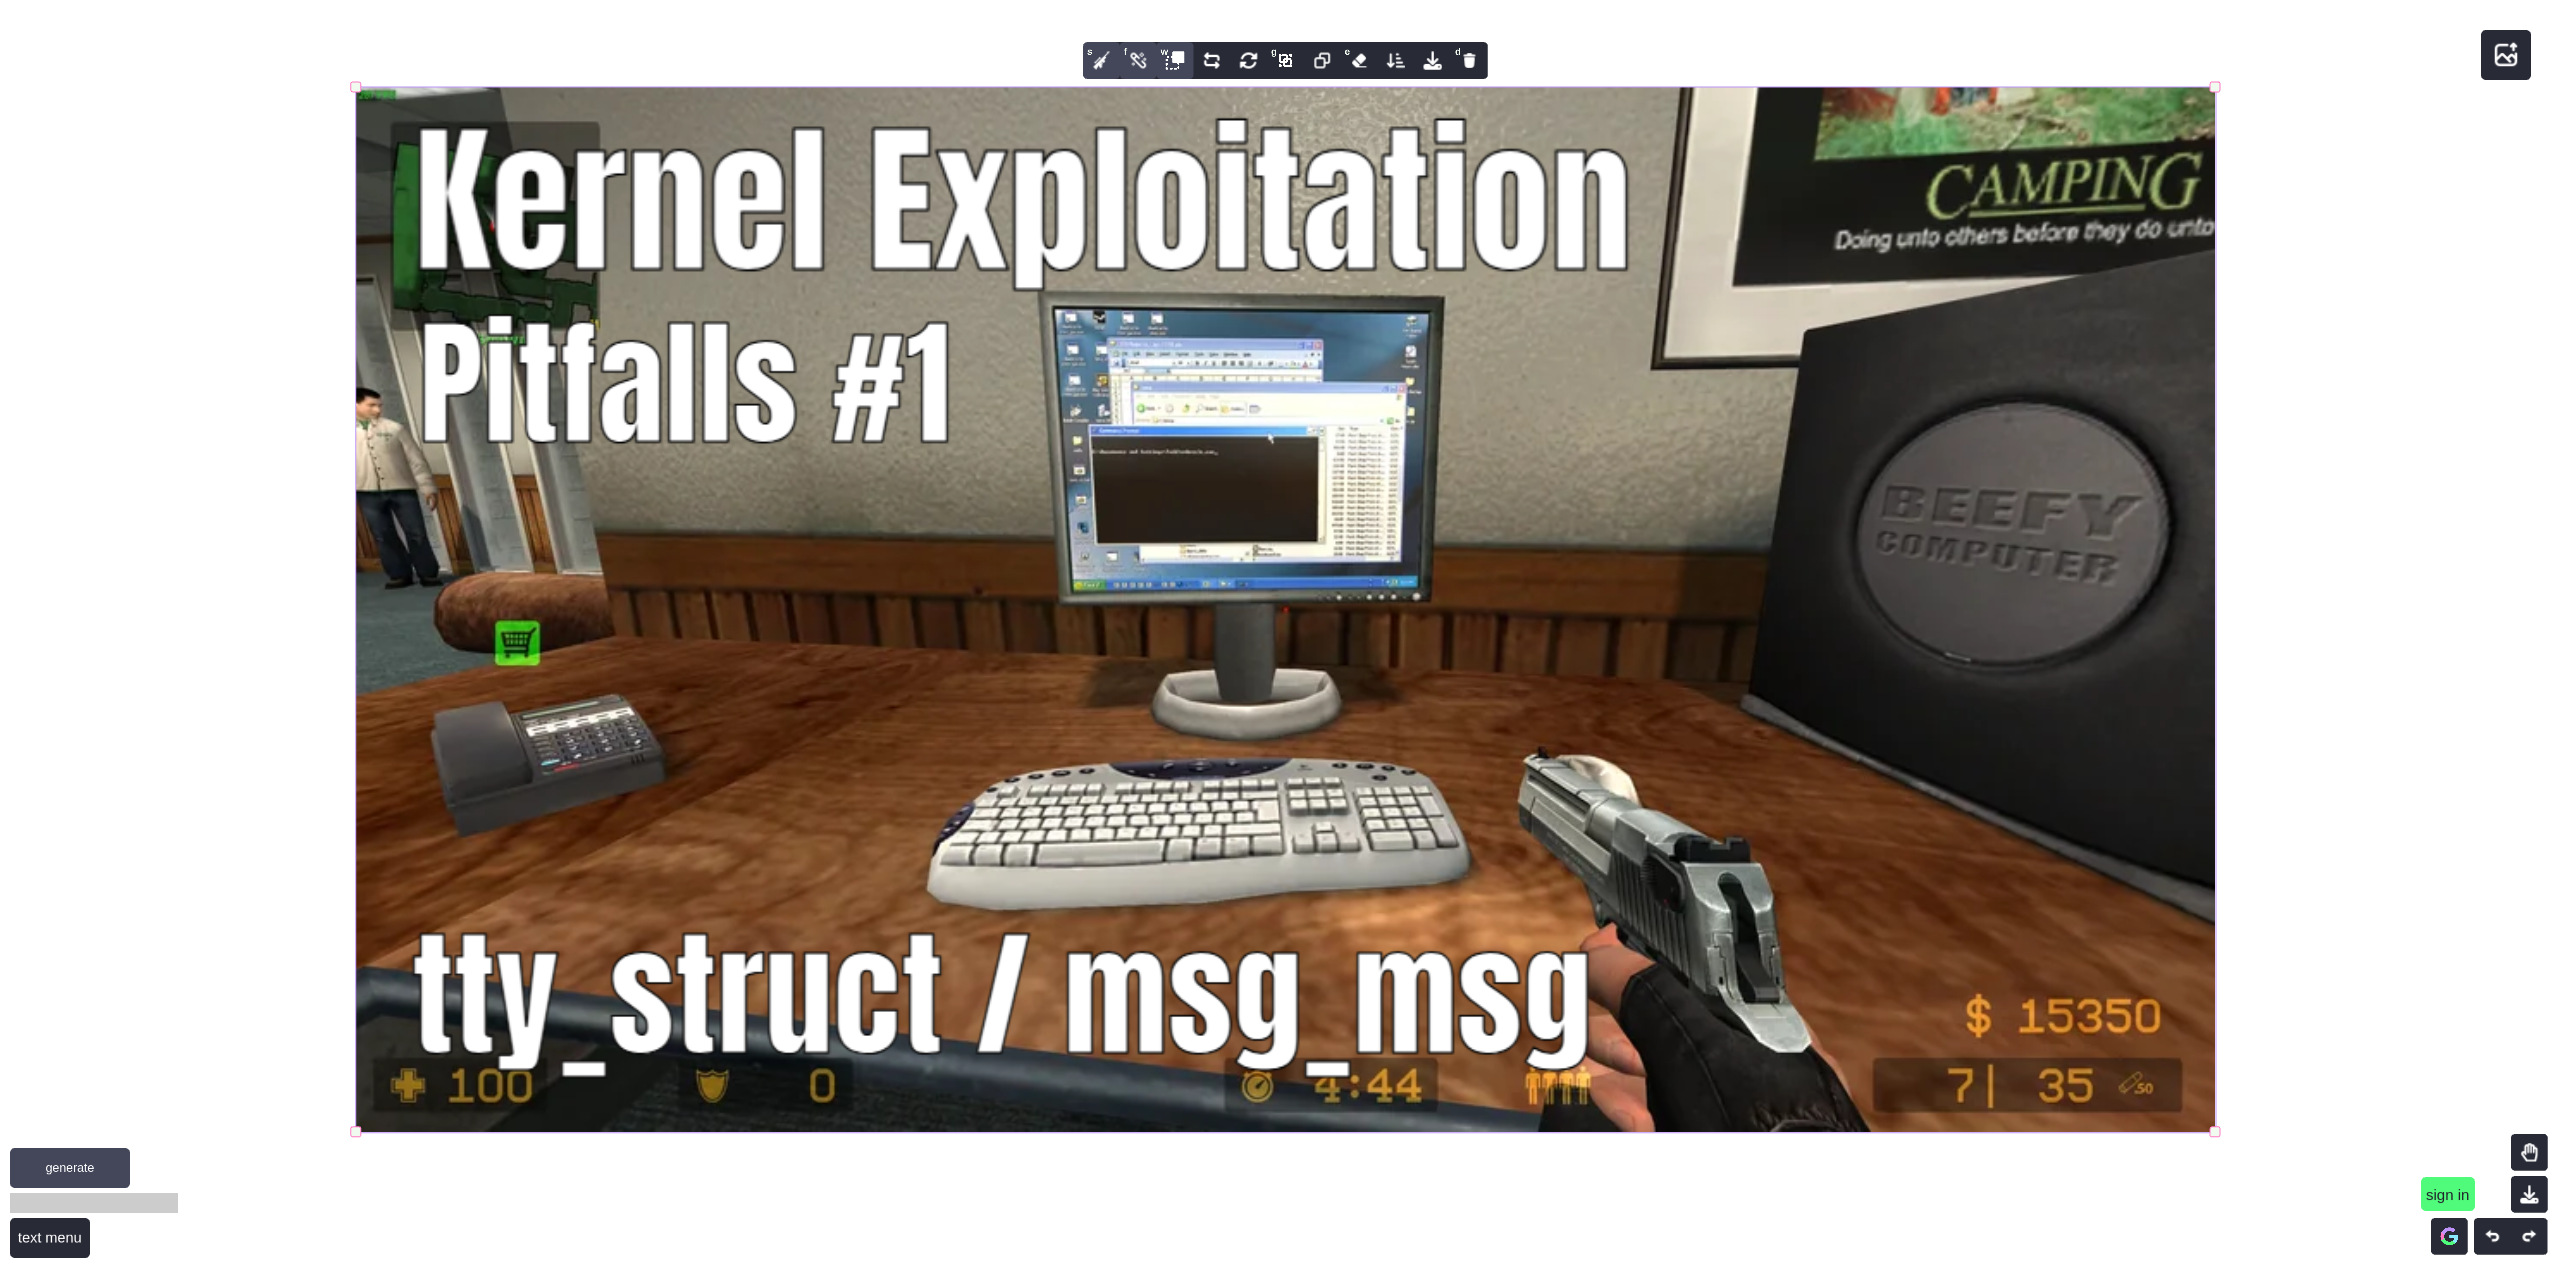 s
f
w
g
e
d
Kernel Exploitation
Pitfalls #1
CAMPING
Doing unto others before they do unto
BEEFY
COMPUTER
tty_struct / msg_msg
$ 15350
100
0
4:44
7| 35
.50
generate
text menu
sign in
G